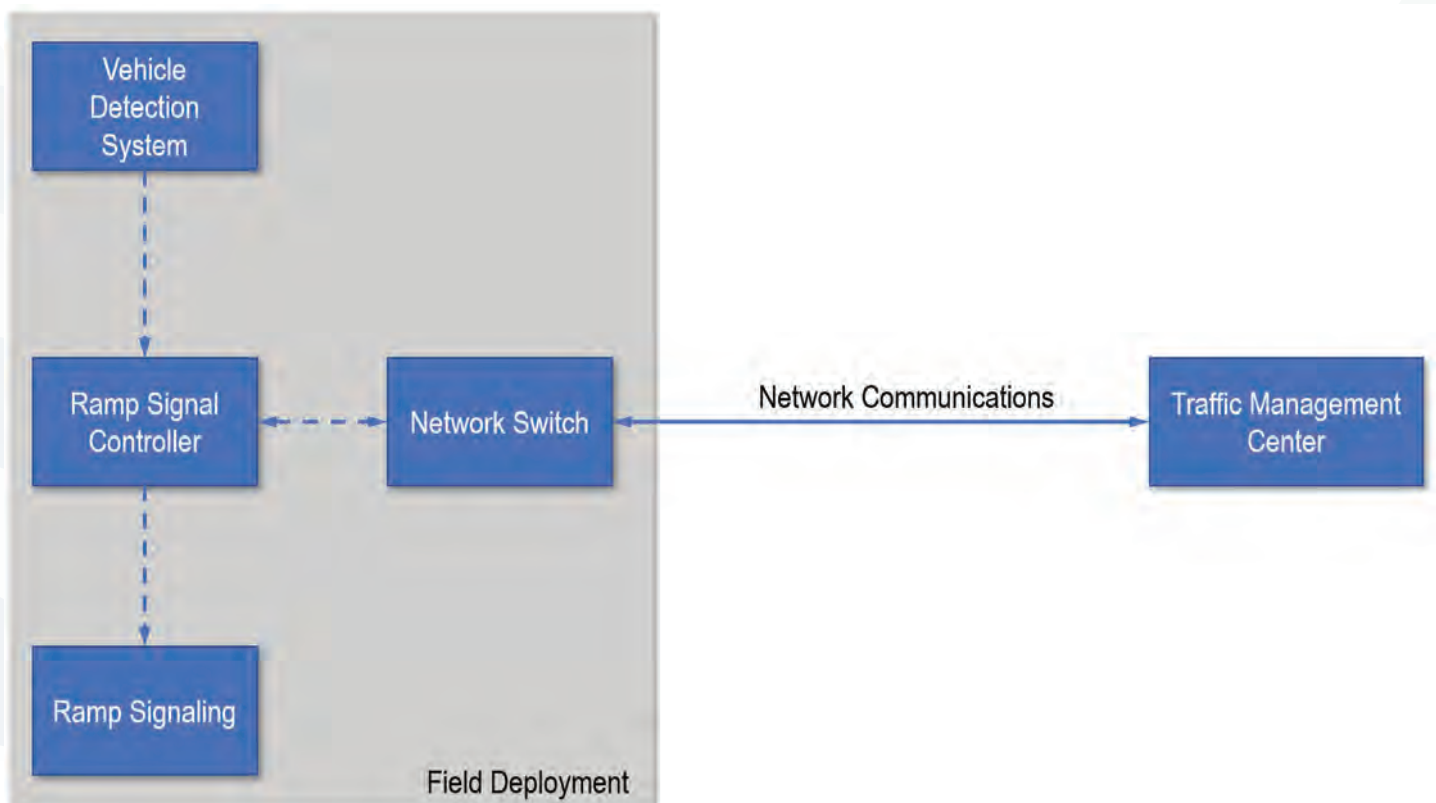 Vehicle
Detection
System
Ramp Signal
Controller
Network Switch
Network Communications
Traffic Management
Center
Ramp Signaling
Field Deployment